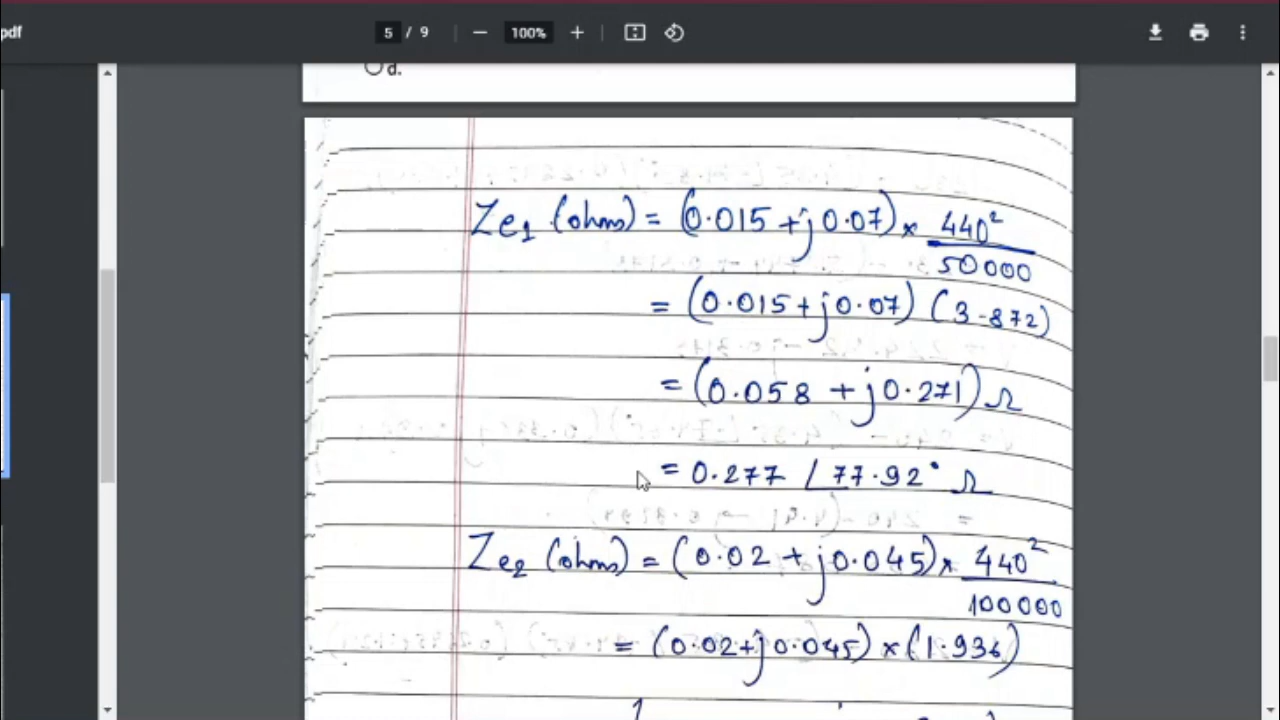 .pdf
5 / 9
100%
d.
Ze1 (ohms) = (0.015 + j0.07) × 440² / 50000
= (0.015 + j0.07) (3.872)
= (0.058 + j0.271) Ω
= 0.277 ∠77.92° Ω
Ze2 (ohms) = (0.02 + j0.045) × 440² / 100000
= (0.02 + j0.045) × (1.936)